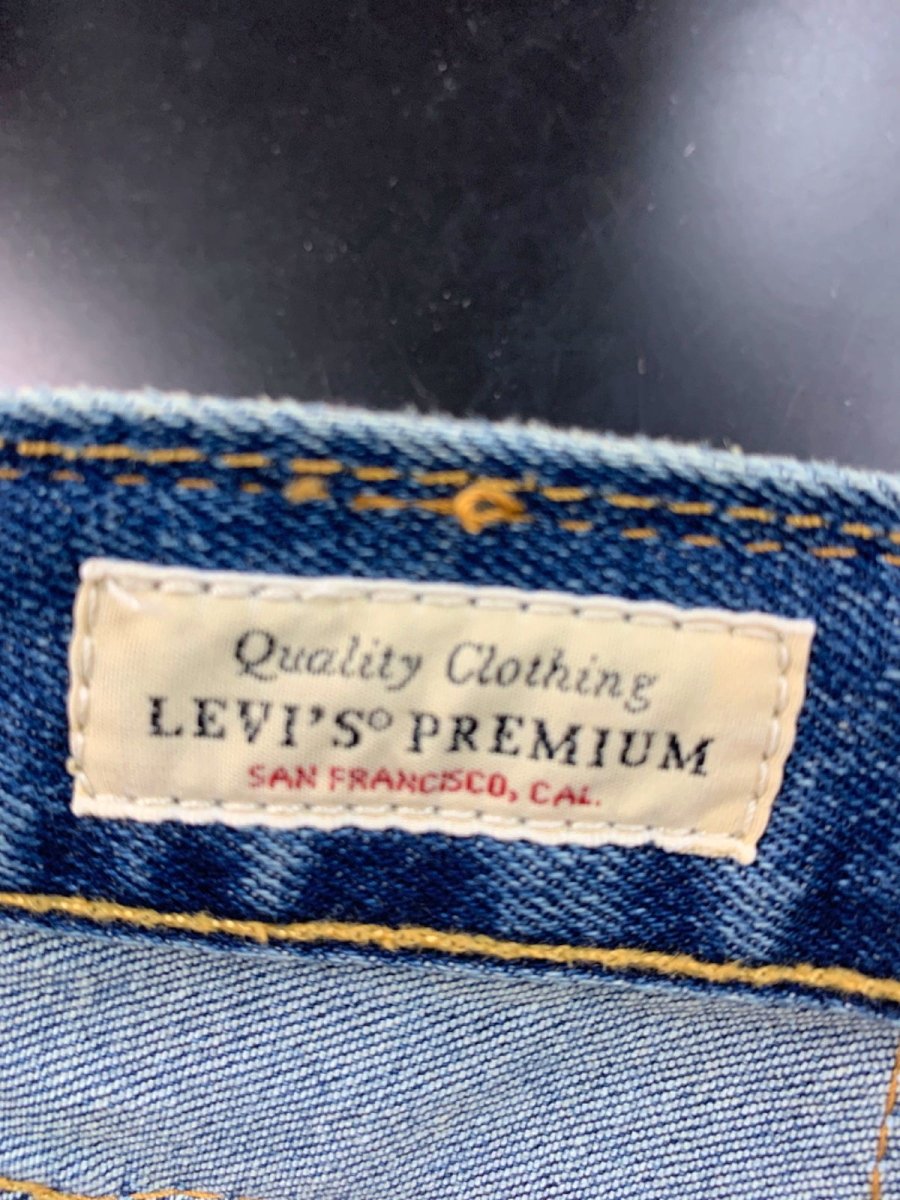 Quality Clothing
LEVI'S® PREMIUM
SAN FRANCISCO, CAL.